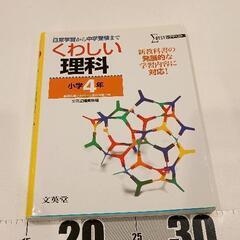 日常学習から中学受験まで
くわしい
理科
小学4年
新教科書の
発展的な
学習内容に
対応!
文英堂
20
30